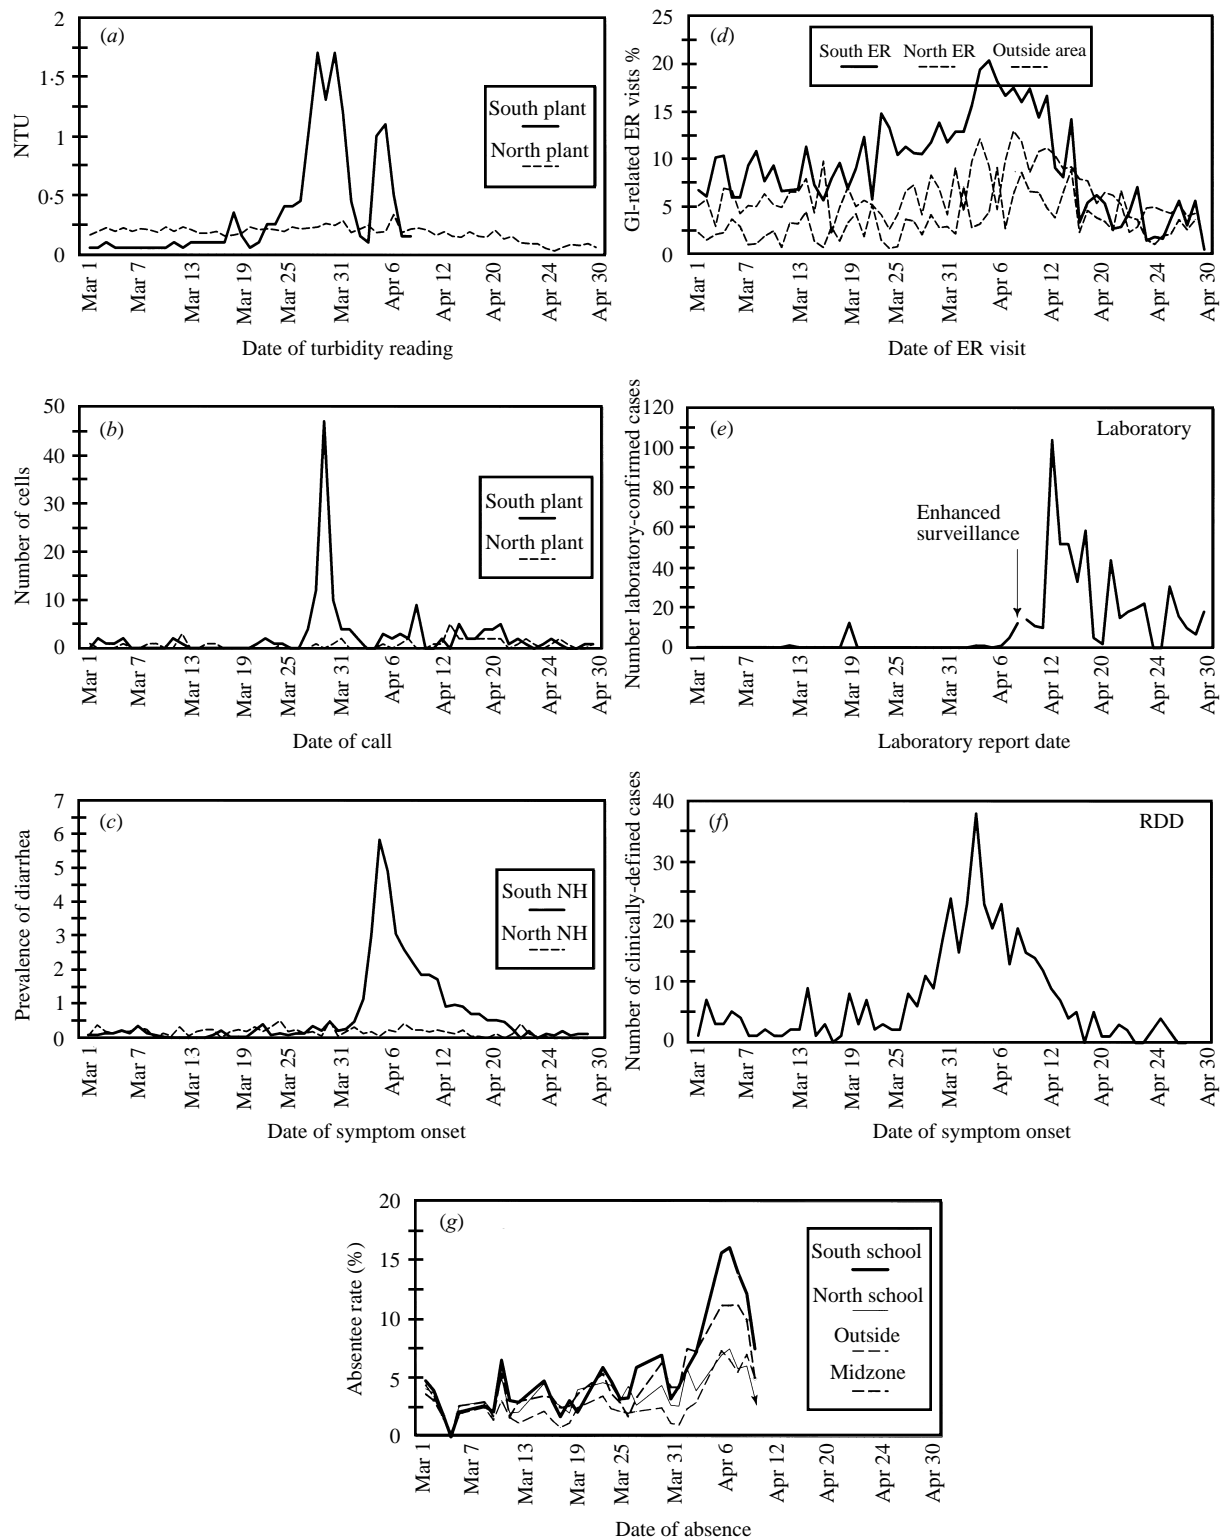 (a)
NTU
2
1·5
1
0·5
0
South plant
North plant
Mar 1
Mar 7
Mar 13
Mar 19
Mar 25
Mar 31
Apr 6
Apr 12
Apr 20
Apr 24
Apr 30
Date of turbidity reading
(d)
GI-related ER vists %
25
20
15
10
5
0
South ER North ER Outside area
Mar 1
Mar 7
Mar 13
Mar 19
Mar 25
Mar 31
Apr 6
Apr 12
Apr 20
Apr 24
Apr 30
Date of ER visit
(b)
Number of cells
50
40
30
20
10
0
South plant
North plant
Mar 1
Mar 7
Mar 13
Mar 19
Mar 25
Mar 31
Apr 6
Apr 12
Apr 20
Apr 24
Apr 30
Date of call
(e)
Laboratory
Number laboratory-confirmed cases
120
100
80
60
40
20
0
Enhanced
surveillance
Mar 1
Mar 7
Mar 13
Mar 19
Mar 25
Mar 31
Apr 6
Apr 12
Apr 20
Apr 24
Apr 30
Laboratory report date
(c)
Prevalence of diarrhea
7
6
5
4
3
2
1
0
South NH
North NH
Mar 1
Mar 7
Mar 13
Mar 19
Mar 25
Mar 31
Apr 6
Apr 12
Apr 20
Apr 24
Apr 30
Date of symptom onset
(f)
RDD
Number of clinically-defined cases
40
30
20
10
0
Mar 1
Mar 7
Mar 13
Mar 19
Mar 25
Mar 31
Apr 6
Apr 12
Apr 20
Apr 24
Apr 30
Date of symptom onset
(g)
Absentee rate (%)
20
15
10
5
0
South school
North school
Outside
Midzone
Mar 1
Mar 7
Mar 13
Mar 19
Mar 25
Mar 31
Apr 6
Apr 12
Apr 20
Apr 24
Apr 30
Date of absence